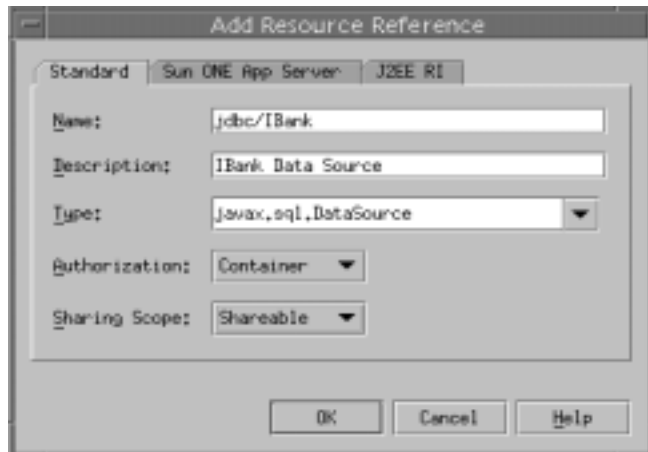 Add Resource Reference
Standard Sun ONE App Server J2EE RI
Name: jdbc/IBank
Description: IBank Data Source
Type: javax.sql.DataSource
Authorization: Container
Sharing Scope: Shareable
OK Cancel Help